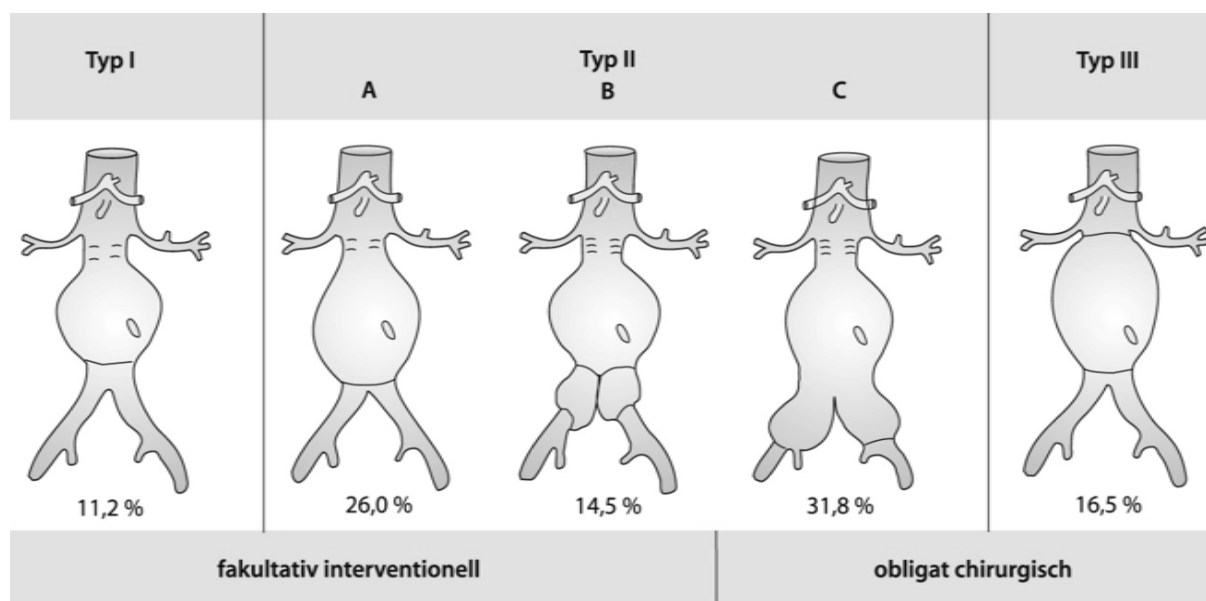 Typ I
Typ II
Typ III
A
B
C
11,2 %
26,0 %
14,5 %
31,8 %
16,5 %
fakultativ interventionell
obligat chirurgisch